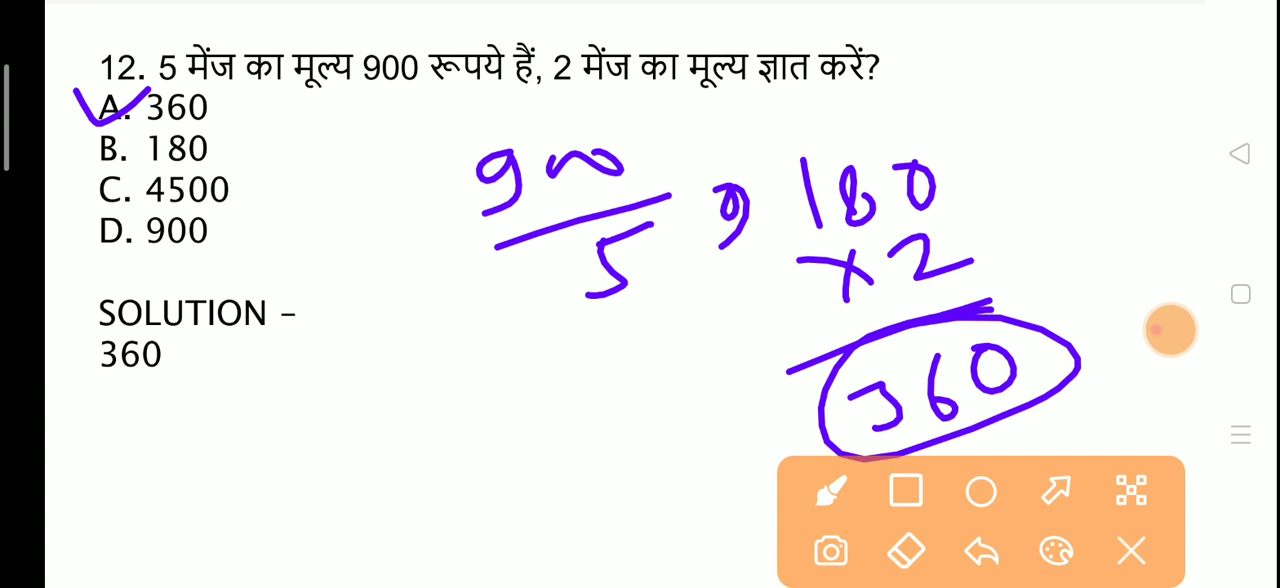 12. 5 मेंज का मूल्य 900 रूपये हैं, 2 मेंज का मूल्य ज्ञात करें?
A. 360
B. 180
C. 4500
D. 900
SOLUTION –
360
900
5
180
x 2
360